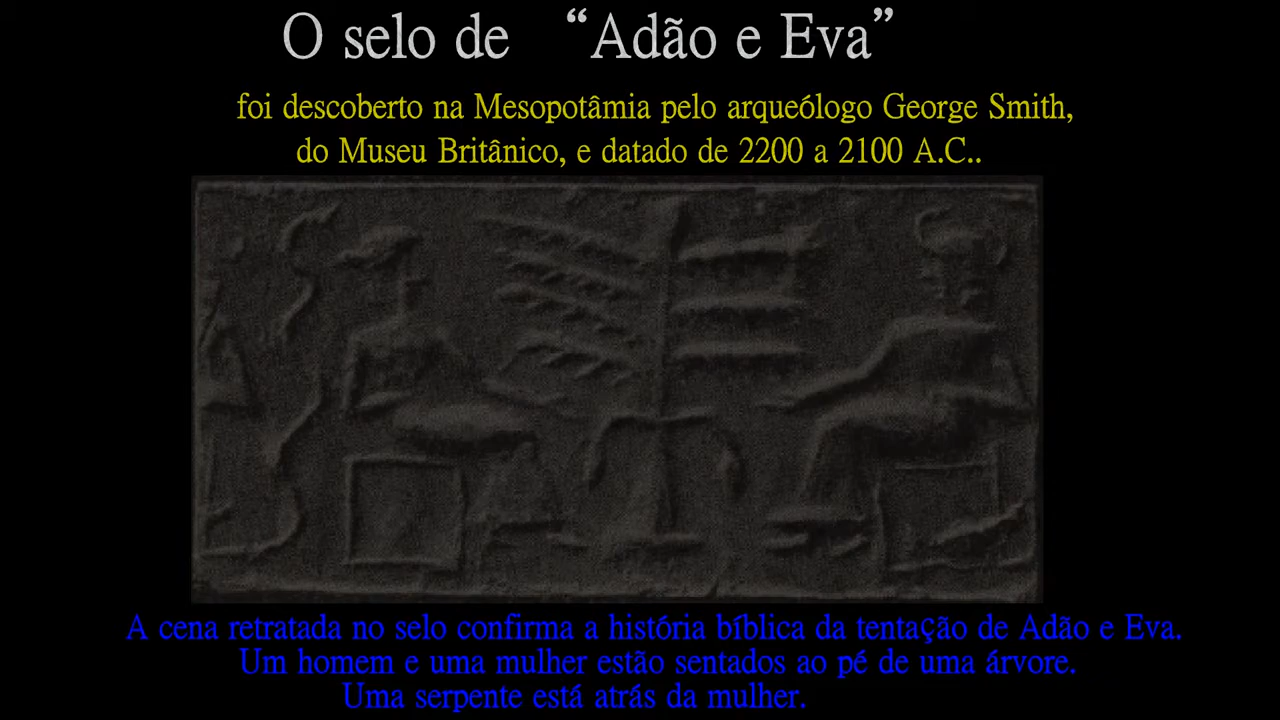 O selo de “Adão e Eva”
foi descoberto na Mesopotâmia pelo arqueólogo George Smith,
do Museu Britânico, e datado de 2200 a 2100 A.C..
A cena retratada no selo confirma a história bíblica da tentação de Adão e Eva.
Um homem e uma mulher estão sentados ao pé de uma árvore.
Uma serpente está atrás da mulher.